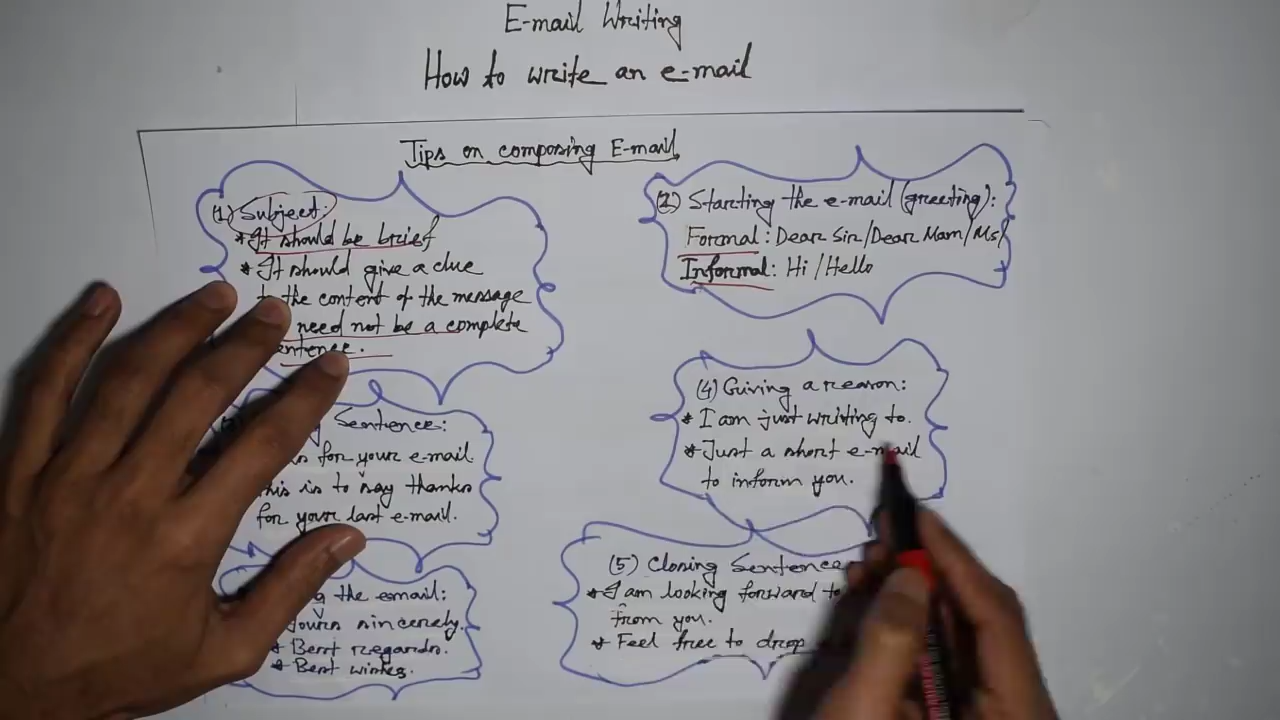 E-mail Writing
How to write an e-mail
Tips on composing E-mail
(1) Subject:
* It should be brief
* It should give a clue
the content of the message
need not be a complete
entence.
(2) Starting the e-mail (greeting):
Formal: Dear Sir/Dear Mam/Ms/
Informal: Hi/Hello
Sentence:
for your e-mail
is to say thanks
for your last e-mail.
(4) Giving a reason:
* I am just writing to.
* Just a short e-mail
to inform you.
(5) Closing Sentence
* I am looking forward to
from you.
* Feel free to drop
the email:
Yours sincerely.
* Best regards.
* Best wishes.